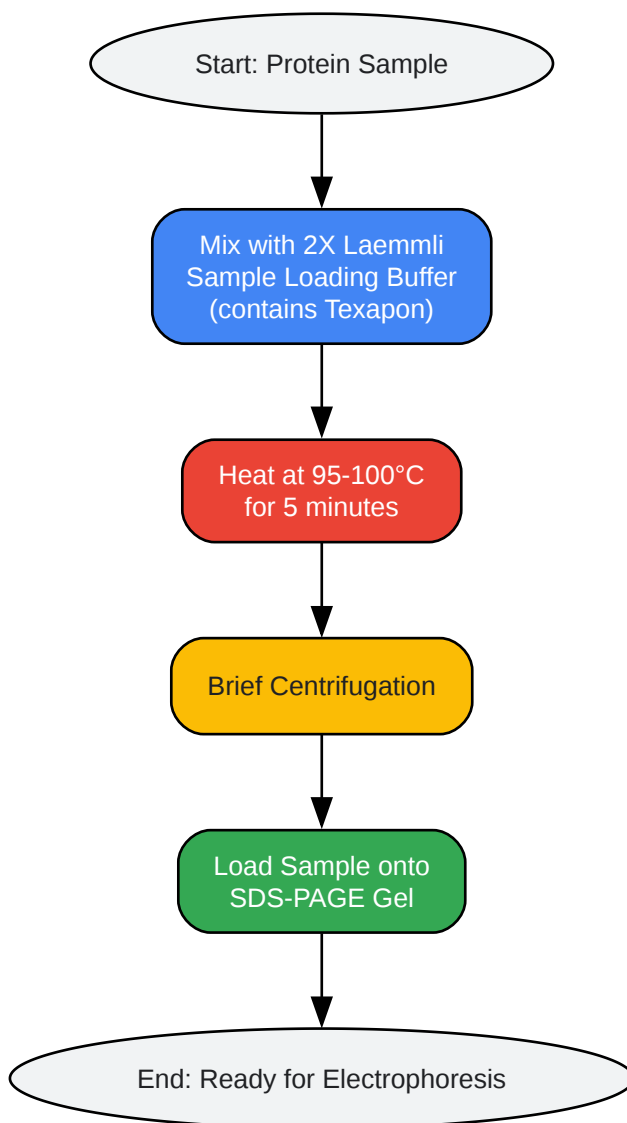 Start: Protein Sample
Mix with 2X Laemmli
Sample Loading Buffer
(contains Texapon)
Heat at 95-100°C
for 5 minutes
Brief Centrifugation
Load Sample onto
SDS-PAGE Gel
End: Ready for Electrophoresis